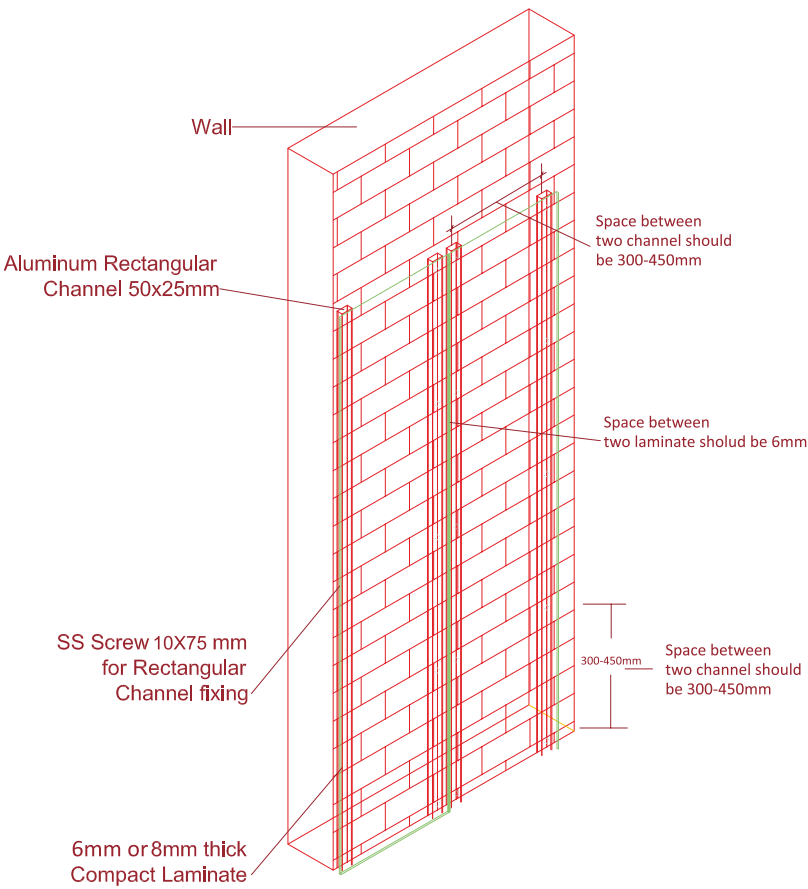 Wall
Space between
two channel should
be 300-450mm
Aluminum Rectangular
Channel 50x25mm
Space between
two laminate sholud be 6mm
SS Screw 10X75 mm
for Rectangular
Channel fixing
300-450mm
Space between
two channel should
be 300-450mm
6mm or 8mm thick
Compact Laminate